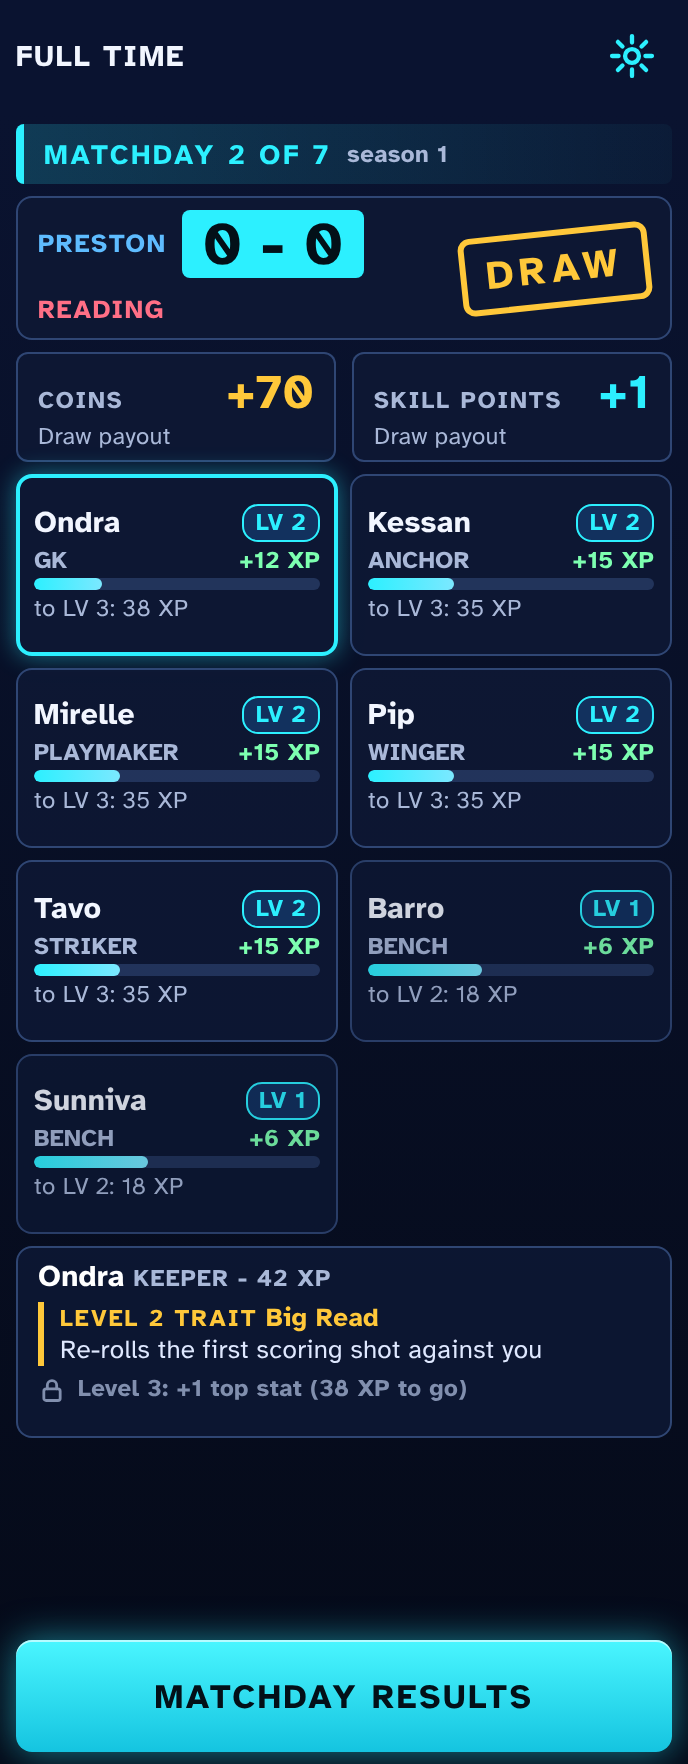 FULL TIME
MATCHDAY 2 OF 7 season 1
PRESTON 0 - 0
READING
DRAW
COINS +70
Draw payout
SKILL POINTS +1
Draw payout
Ondra LV 2
GK +12 XP
to LV 3: 38 XP
Kessan LV 2
ANCHOR +15 XP
to LV 3: 35 XP
Mirelle LV 2
PLAYMAKER +15 XP
to LV 3: 35 XP
Pip LV 2
WINGER +15 XP
to LV 3: 35 XP
Tavo LV 2
STRIKER +15 XP
to LV 3: 35 XP
Barro LV 1
BENCH +6 XP
to LV 2: 18 XP
Sunniva LV 1
BENCH +6 XP
to LV 2: 18 XP
Ondra KEEPER - 42 XP
LEVEL 2 TRAIT Big Read
Re-rolls the first scoring shot against you
Level 3: +1 top stat (38 XP to go)
MATCHDAY RESULTS